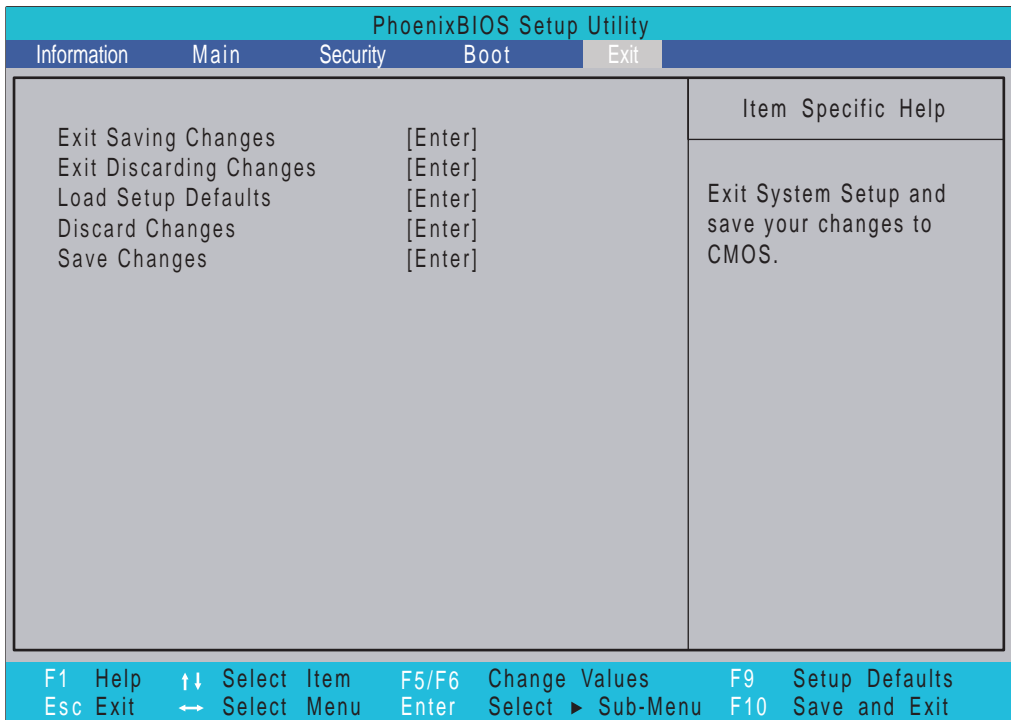 PhoenixBIOS Setup Utility
Information Main Security Boot Exit
Item Specific Help
Exit Saving Changes [Enter]
Exit Discarding Changes [Enter]
Load Setup Defaults [Enter]
Discard Changes [Enter]
Save Changes [Enter]
Exit System Setup and
save your changes to
CMOS.
F1 Help ↑↓ Select Item F5/F6 Change Values F9 Setup Defaults
Esc Exit ↔ Select Menu Enter Select ► Sub-Menu F10 Save and Exit